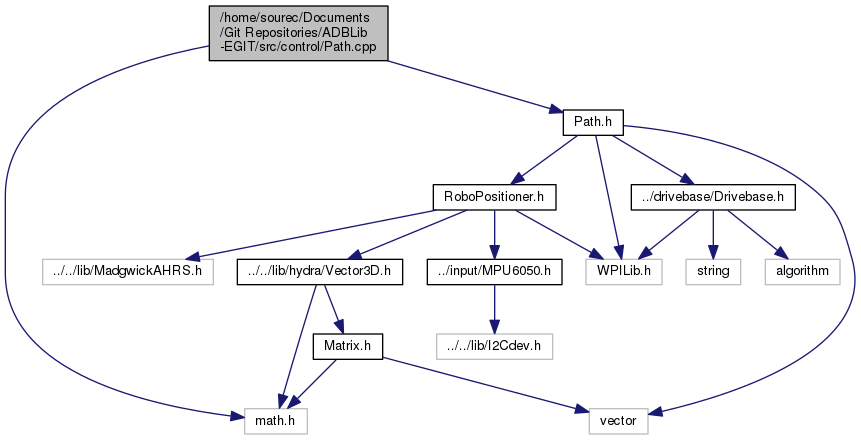 /home/sourec/Documents
/Git Repositories/ADBLib
-EGIT/src/control/Path.cpp
Path.h
RoboPositioner.h
../drivebase/Drivebase.h
../../lib/MadgwickAHRS.h
../../lib/hydra/Vector3D.h
../input/MPU6050.h
WPILib.h
string
algorithm
Matrix.h
../../lib/I2Cdev.h
math.h
vector